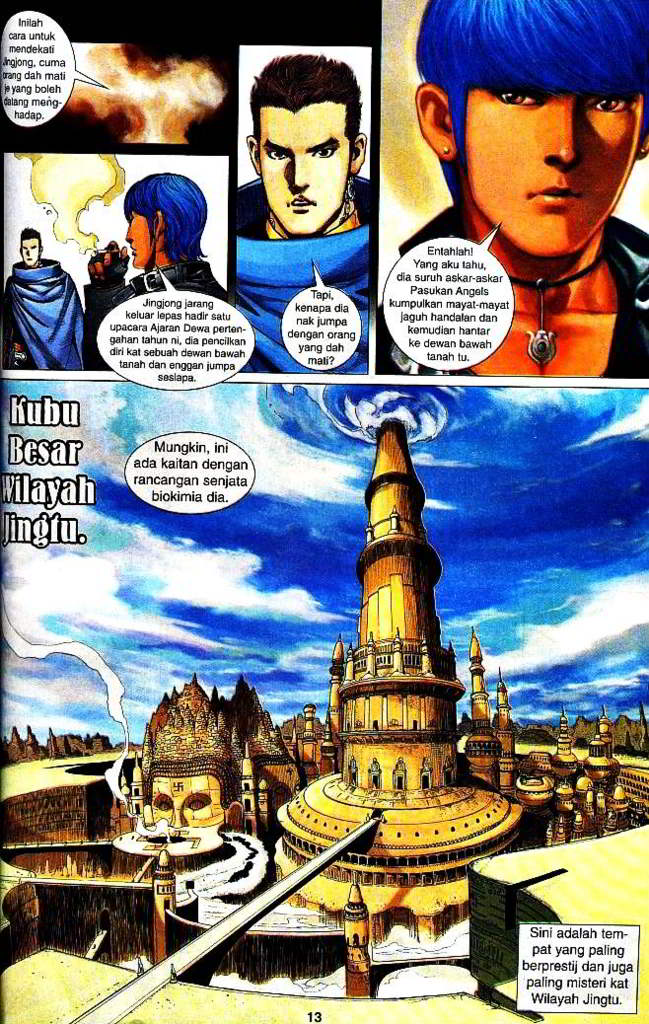 Inilah
cara untuk
mendekati
Jingjong, cuma
orang dah mati
je yang boleh
datang meng-
hadap.
Jingjong jarang
keluar lepas hadir satu
upacara Ajaran Dewa perten-
gahan tahun ni, dia pencilkan
diri kat sebuah dewan bawah
tanah dan enggan jumpa
sesiapa.
Tapi,
kenapa dia
nak jumpa
dengan orang
yang dah
mati?
Entahlah!
Yang aku tahu,
dia suruh askar-askar
Pasukan Angels
kumpulkan mayat-mayat
jaguh handalan dan
kemudian hantar
ke dewan bawah
tanah tu.
Kubu
Besar
Wilayah
Jingtu.
Mungkin, ini
ada kaitan dengan
rancangan senjata
biokimia dia.
Sini adalah tem-
pat yang paling
berprestij dan juga
paling misteri kat
Wilayah Jingtu.
13